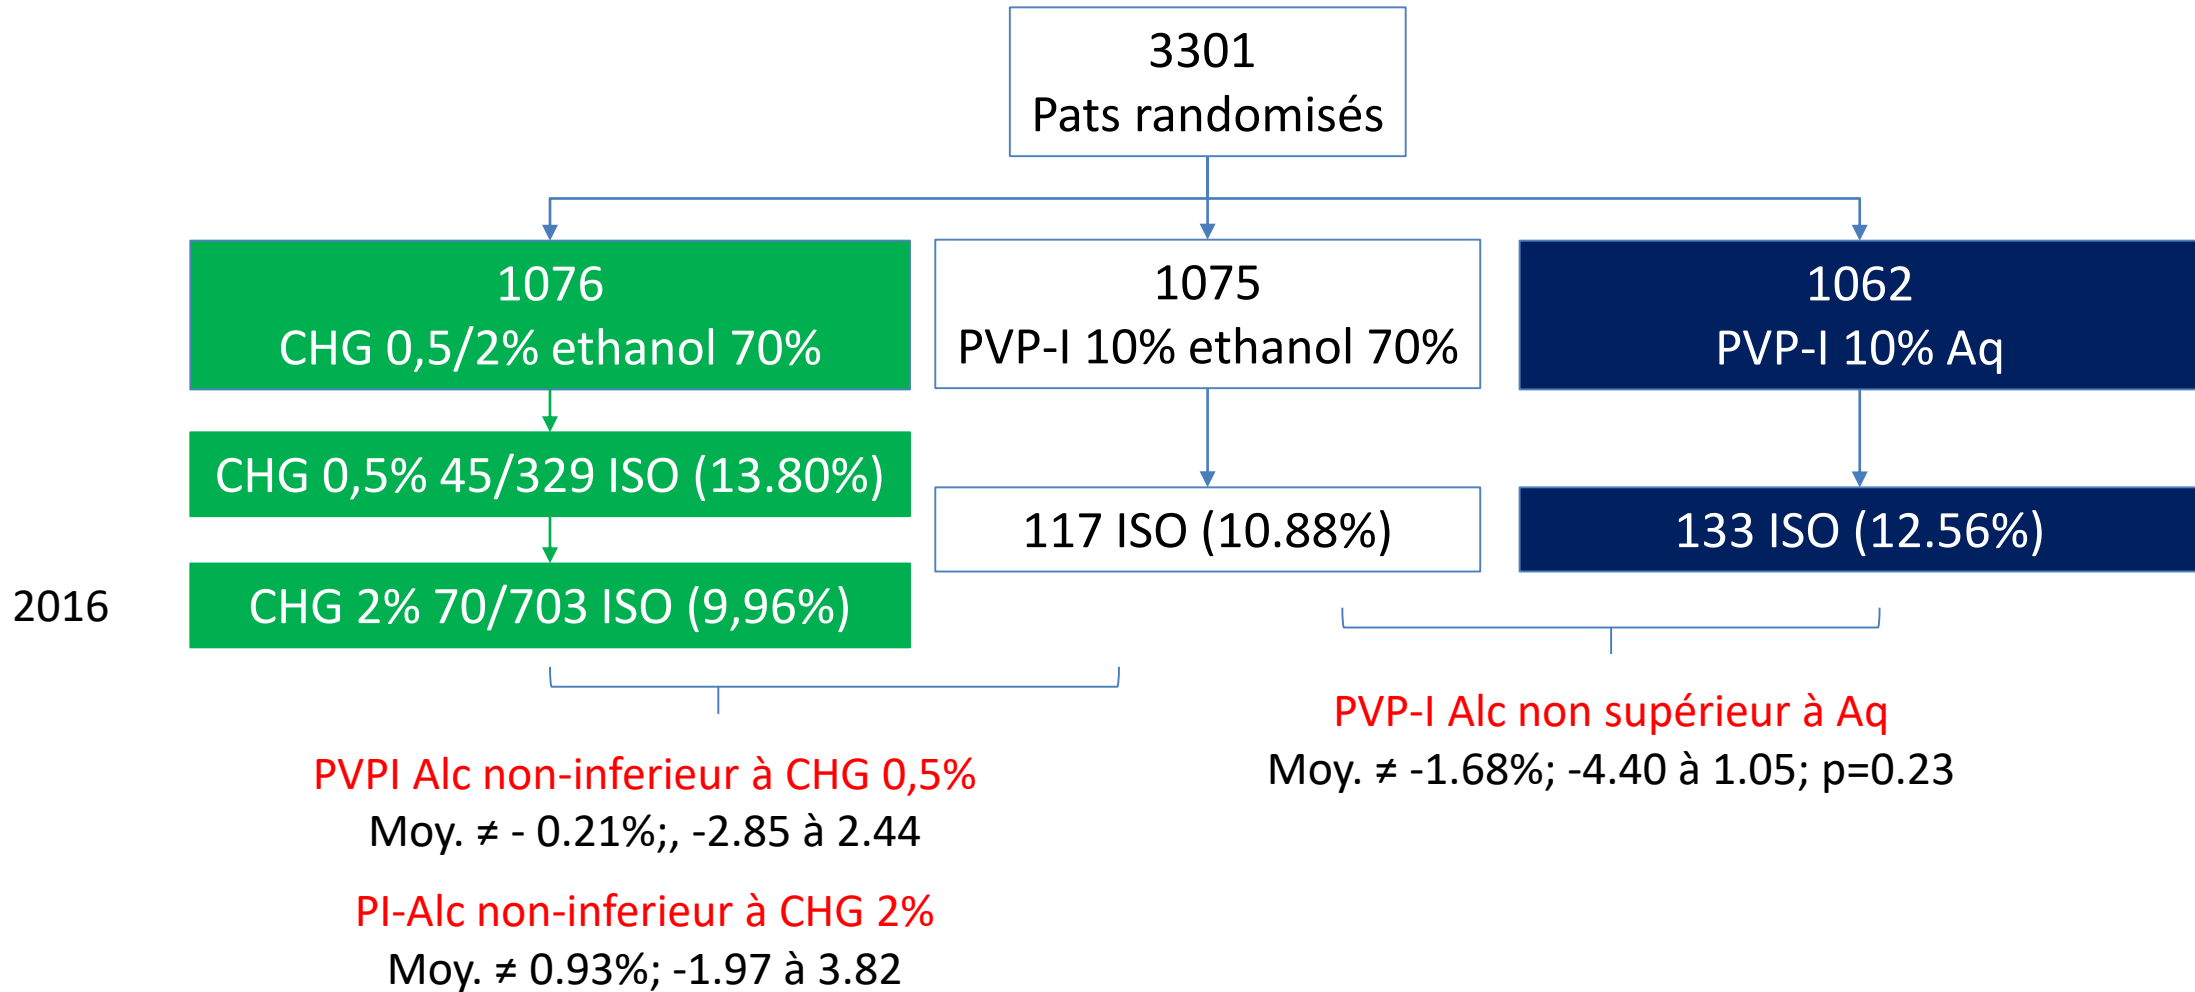 3301
Pats randomisés
1076
CHG 0,5/2% ethanol 70%
1075
PVP-I 10% ethanol 70%
1062
PVP-I 10% Aq
CHG 0,5% 45/329 ISO (13.80%)
117 ISO (10.88%)
133 ISO (12.56%)
2016
CHG 2% 70/703 ISO (9,96%)
PVP-I Alc non supérieur à Aq
Moy. ≠ -1.68%; -4.40 à 1.05; p=0.23
PVPI Alc non-inferieur à CHG 0,5%
Moy. ≠ - 0.21%;, -2.85 à 2.44
PI-Alc non-inferieur à CHG 2%
Moy. ≠ 0.93%; -1.97 à 3.82